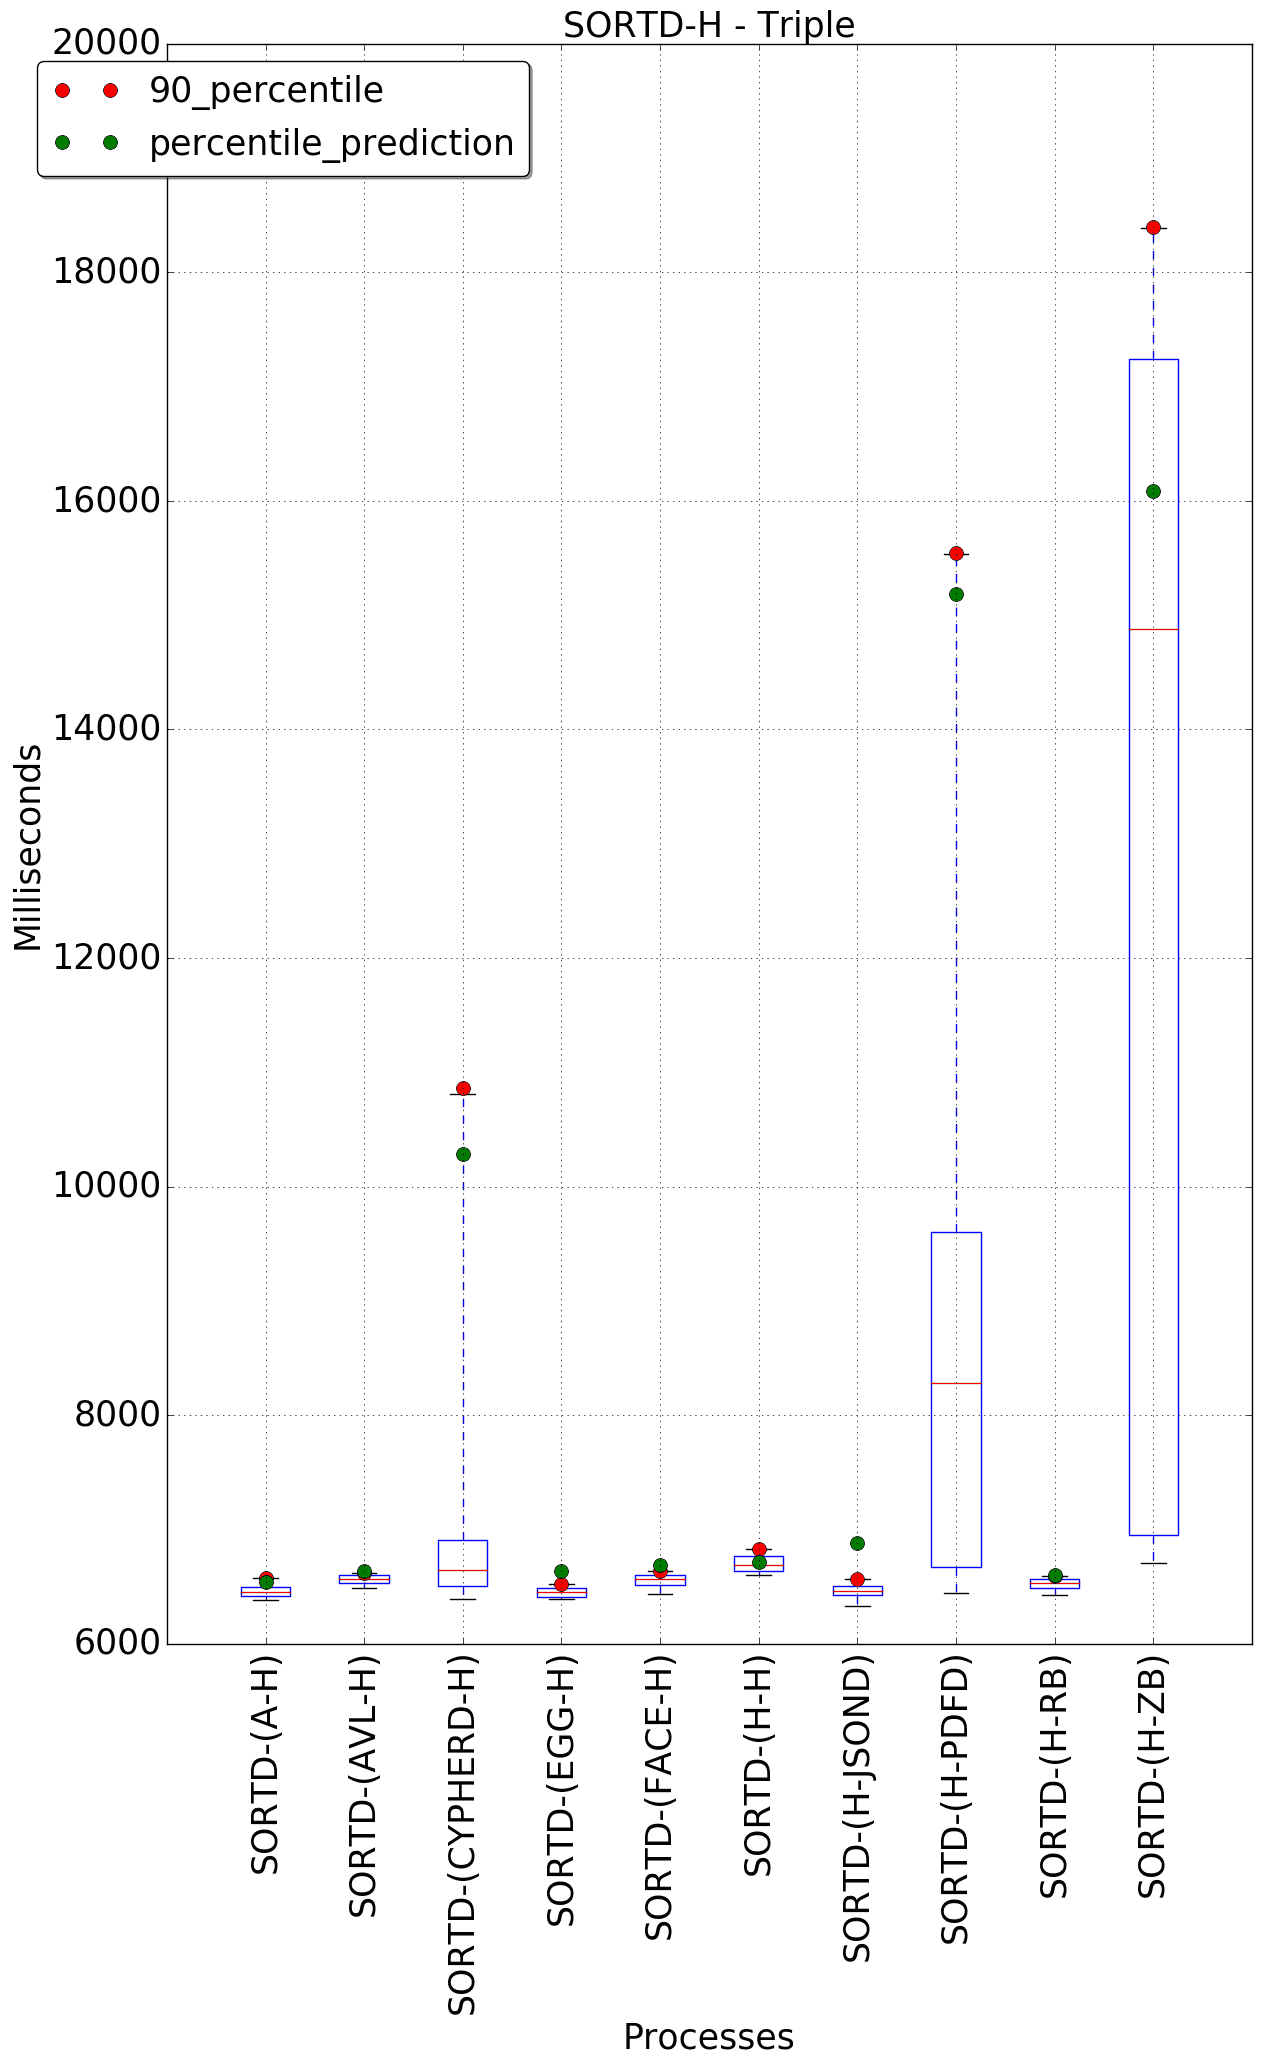 SORTD-H - Triple
20000
90_percentile
percentile_prediction
18000
16000
14000
12000
10000
8000
6000
Milliseconds
SORTD-(A-H)
SORTD-(AVL-H)
SORTD-(CYPHERD-H)
SORTD-(EGG-H)
SORTD-(FACE-H)
SORTD-(H-H)
SORTD-(H-JSOND)
SORTD-(H-PDFD)
SORTD-(H-RB)
SORTD-(H-ZB)
Processes